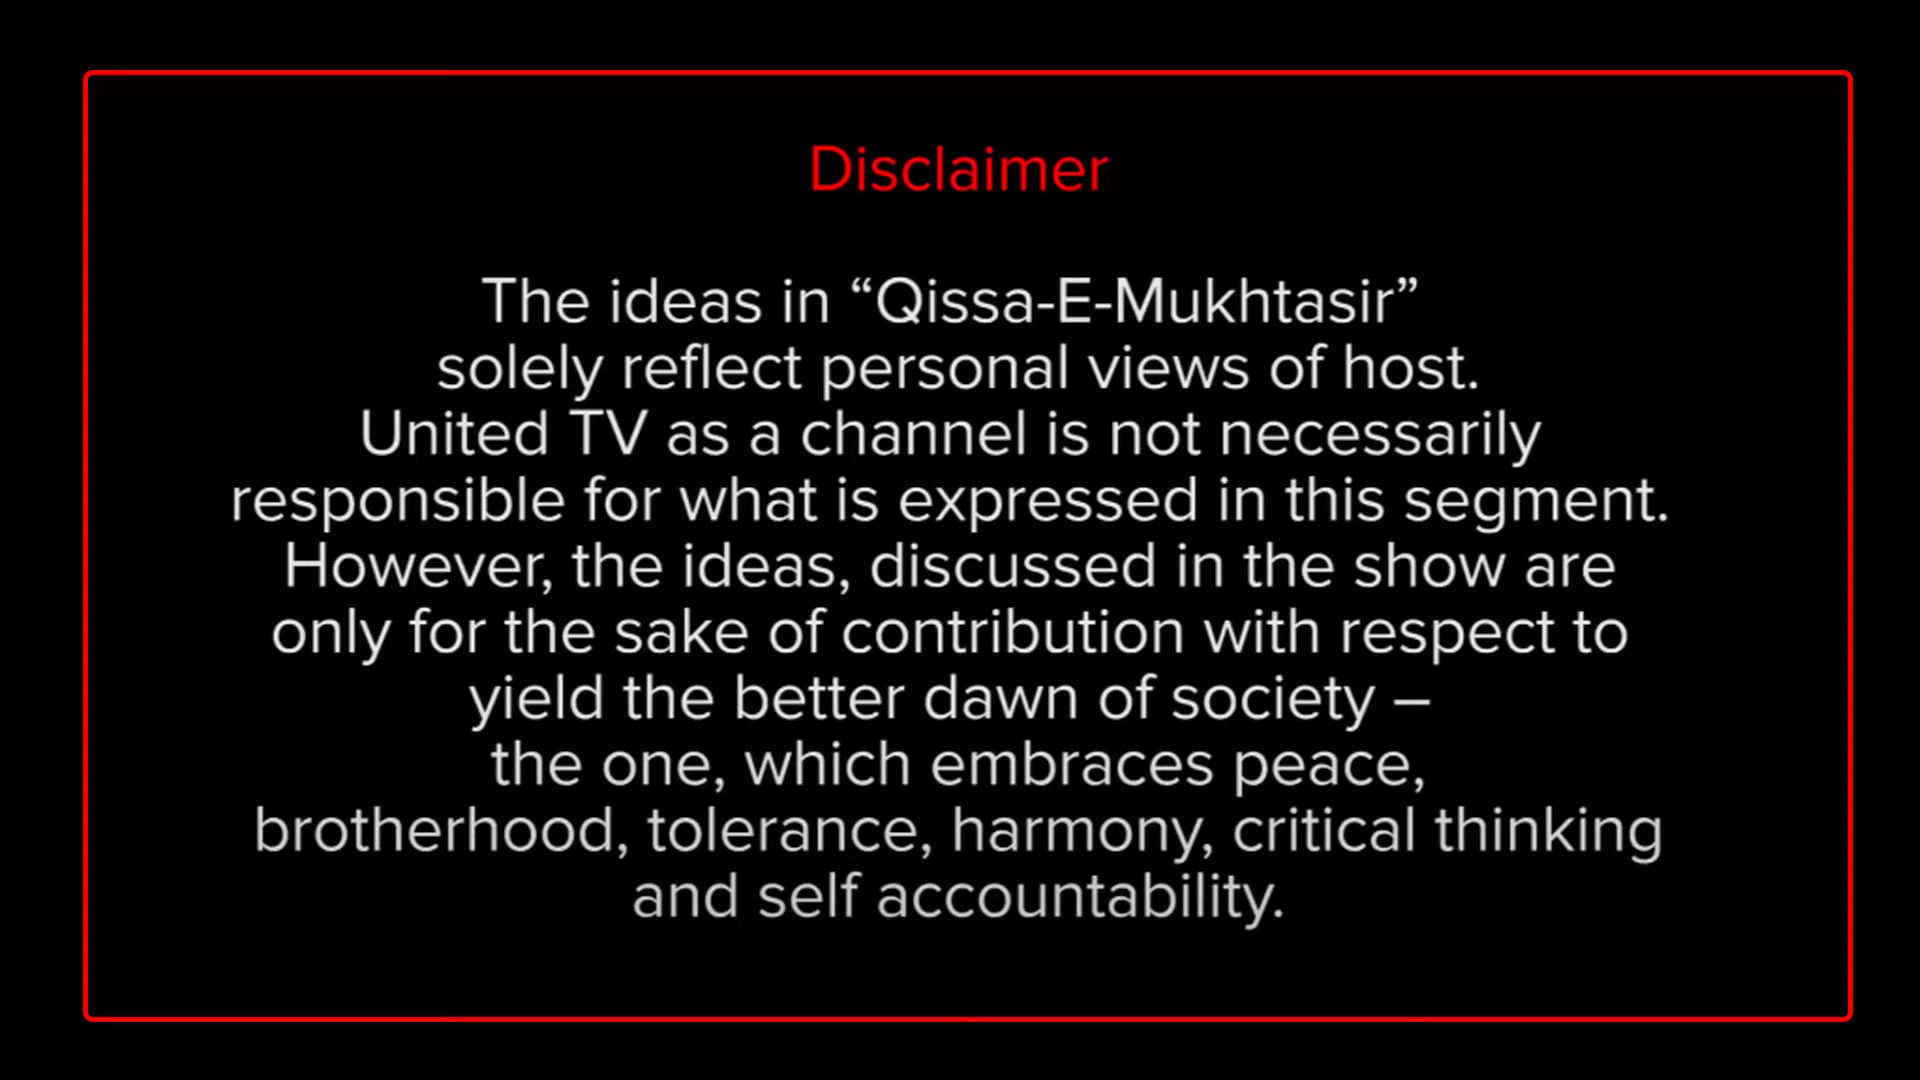 Disclaimer
The ideas in “Qissa-E-Mukhtasir”
solely reflect personal views of host.
United TV as a channel is not necessarily
responsible for what is expressed in this segment.
However, the ideas, discussed in the show are
only for the sake of contribution with respect to
yield the better dawn of society –
the one, which embraces peace,
brotherhood, tolerance, harmony, critical thinking
and self accountability.